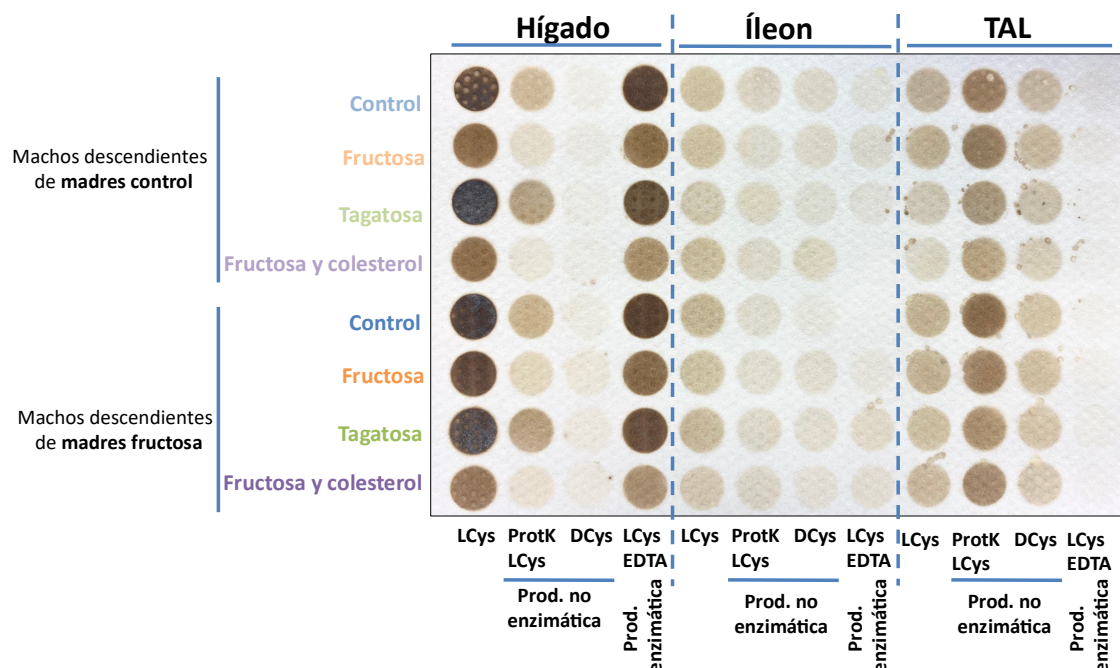 Hígado
Íleon
TAL
Machos descendientes
de madres control
Control
Fructosa
Tagatosa
Fructosa y colesterol
Machos descendientes
de madres fructosa
Control
Fructosa
Tagatosa
Fructosa y colesterol
LCys
ProtK
LCys
DCys
LCys
EDTA
Prod. no
enzimática
Prod.
enzimática
LCys
ProtK
LCys
DCys
LCys
EDTA
Prod. no
enzimática
Prod.
enzimática
LCys
ProtK
LCys
DCys
LCys
EDTA
Prod. no
enzimática
Prod.
enzimática